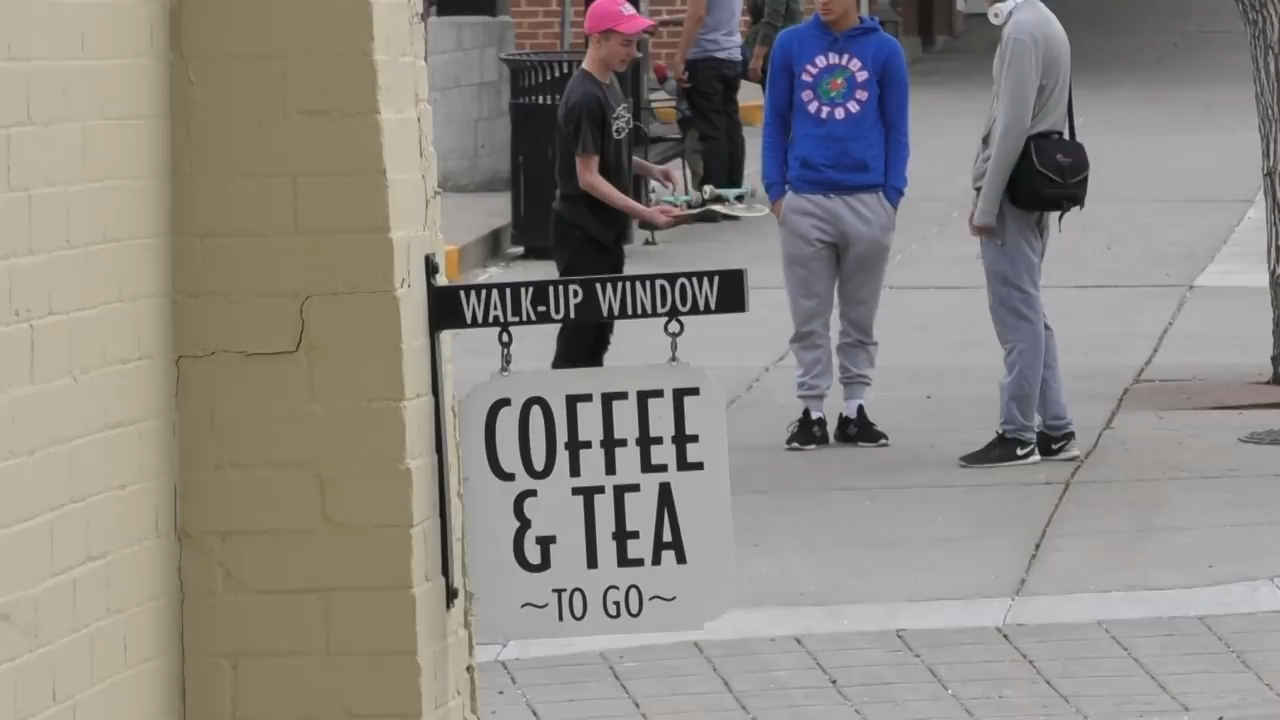 FLORIDA
GATORS
WALK-UP WINDOW
COFFEE
& TEA
~TO GO~